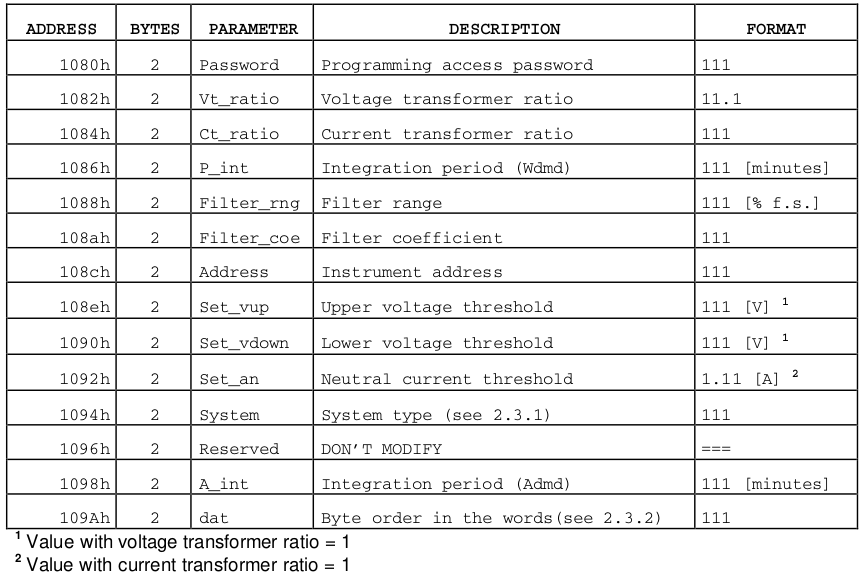 ADDRESS BYTES PARAMETER DESCRIPTION FORMAT
1080h 2 Password Programming access password 111
1082h 2 Vt_ratio Voltage transformer ratio 11.1
1084h 2 Ct_ratio Current transformer ratio 111
1086h 2 P_int Integration period (Wdmd) 111 [minutes]
1088h 2 Filter_rng Filter range 111 [% f.s.]
108ah 2 Filter_coe Filter coefficient 111
108ch 2 Address Instrument address 111
108eh 2 Set_vup Upper voltage threshold 111 [V] ¹
1090h 2 Set_vdown Lower voltage threshold 111 [V] ¹
1092h 2 Set_an Neutral current threshold 1.11 [A] ²
1094h 2 System System type (see 2.3.1) 111
1096h 2 Reserved DON'T MODIFY ===
1098h 2 A_int Integration period (Admd) 111 [minutes]
109Ah 2 dat Byte order in the words(see 2.3.2) 111
¹ Value with voltage transformer ratio = 1
² Value with current transformer ratio = 1